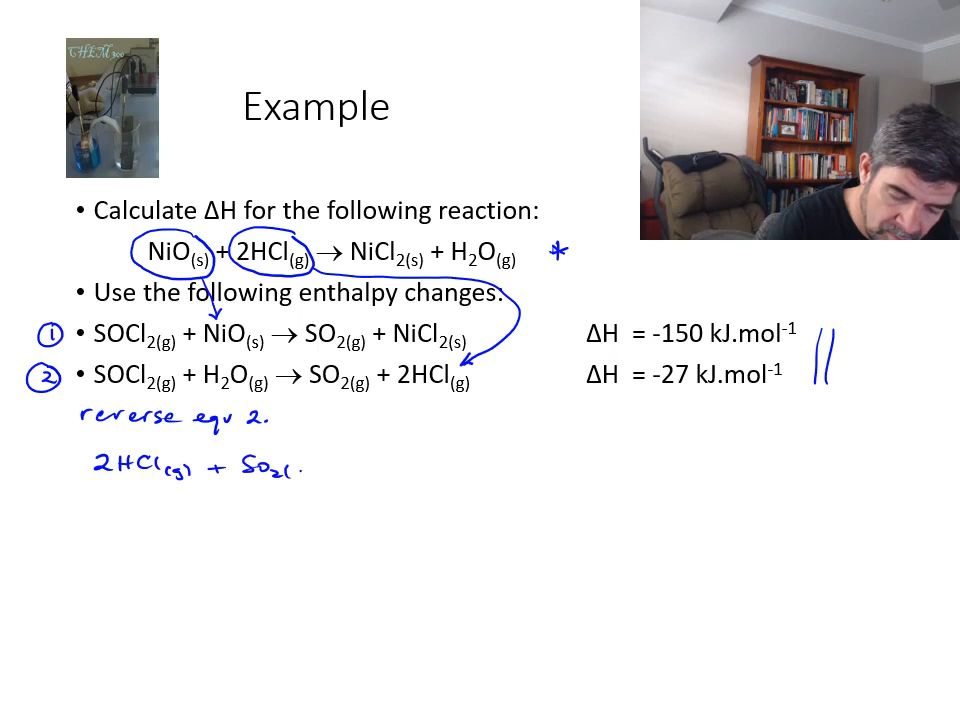 CHEM300
Example
• Calculate ΔH for the following reaction:
NiO(s) + 2HCl(g) → NiCl2(s) + H2O(g) *
• Use the following enthalpy changes:
① • SOCl2(g) + NiO(s) → SO2(g) + NiCl2(s) ΔH = -150 kJ.mol-1
② • SOCl2(g) + H2O(g) → SO2(g) + 2HCl(g) ΔH = -27 kJ.mol-1
reverse eqn 2.
2HCl(g) + SO2(